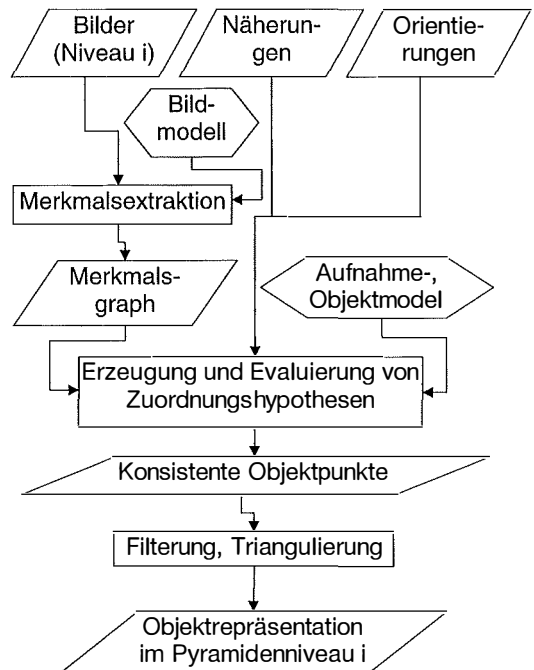 Bilder
(Niveau i)
Näherun-
gen
Orientie-
rungen
Bild-
modell
Merkmalsextraktion
Merkmals-
graph
Aufnahme-,
Objektmodel
Erzeugung und Evaluierung von
Zuordnungshypothesen
Konsistente Objektpunkte
Filterung, Triangulierung
Objektrepräsentation
im Pyramidenniveau i